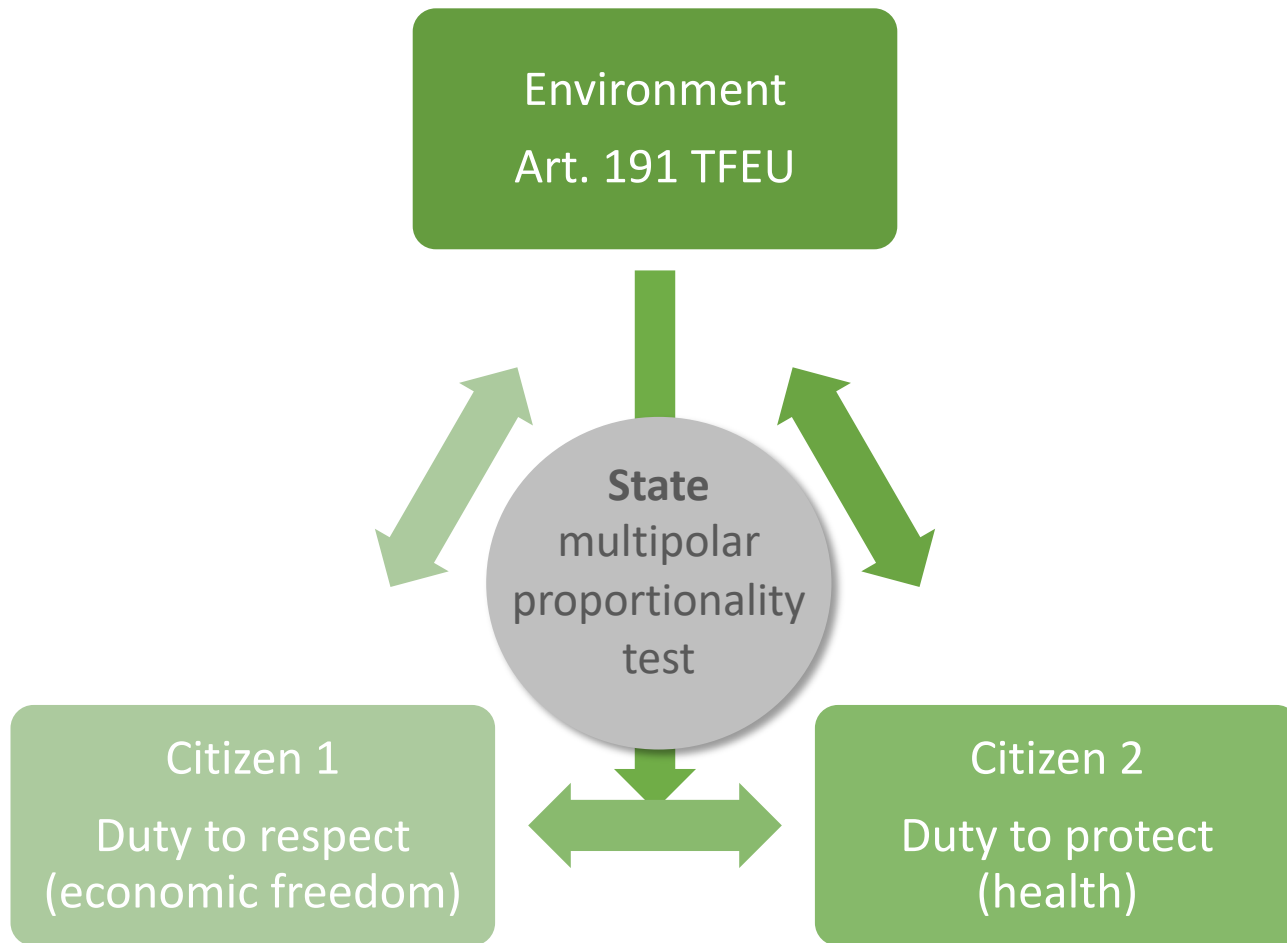 Environment
Art. 191 TFEU
State
multipolar
proportionality
test
Citizen 1
Duty to respect
(economic freedom)
Citizen 2
Duty to protect
(health)